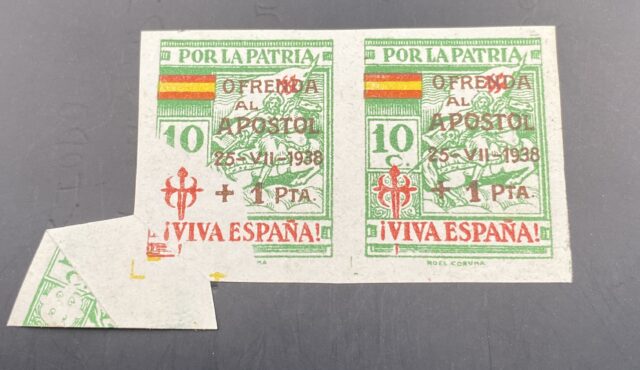 POR LA PATRIA
OFRENDA
AL
APOSTOL
10
25-VII-1938
+ 1 PTA.
¡VIVA ESPAÑA!
POR LA PATRIA
OFRENDA
AL
APOSTOL
10
C.
25-VII-1938
+ 1 PTA.
¡VIVA ESPAÑA!
NOEL CORUÑA